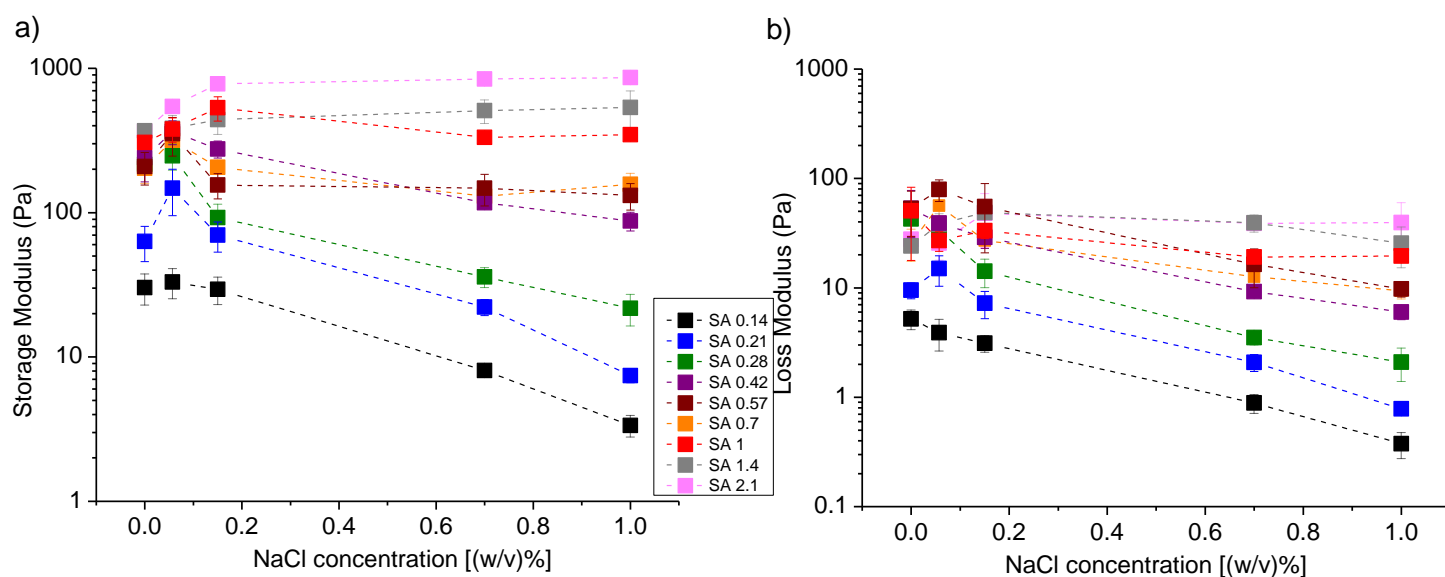 a)
Storage Modulus (Pa)
1000
100
10
1
0.0 0.2 0.4 0.6 0.8 1.0
NaCl concentration [(w/v)%]
SA 0.14
SA 0.21
SA 0.28
SA 0.42
SA 0.57
SA 0.7
SA 1
SA 1.4
SA 2.1
b)
Loss Modulus (Pa)
1000
100
10
1
0.1
0.0 0.2 0.4 0.6 0.8 1.0
NaCl concentration [(w/v)%]